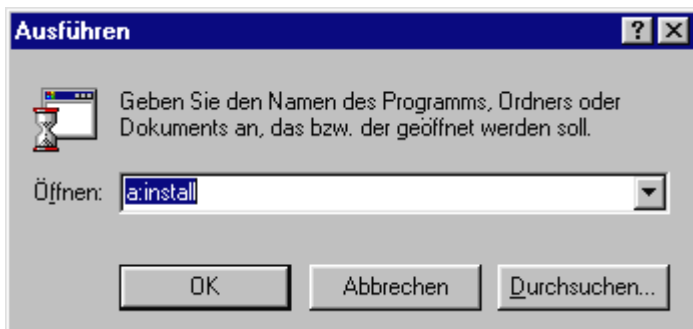 Ausführen
Geben Sie den Namen des Programms, Ordners oder
Dokuments an, das bzw. der geöffnet werden soll.
Öffnen: a:install
OK Abbrechen Durchsuchen...